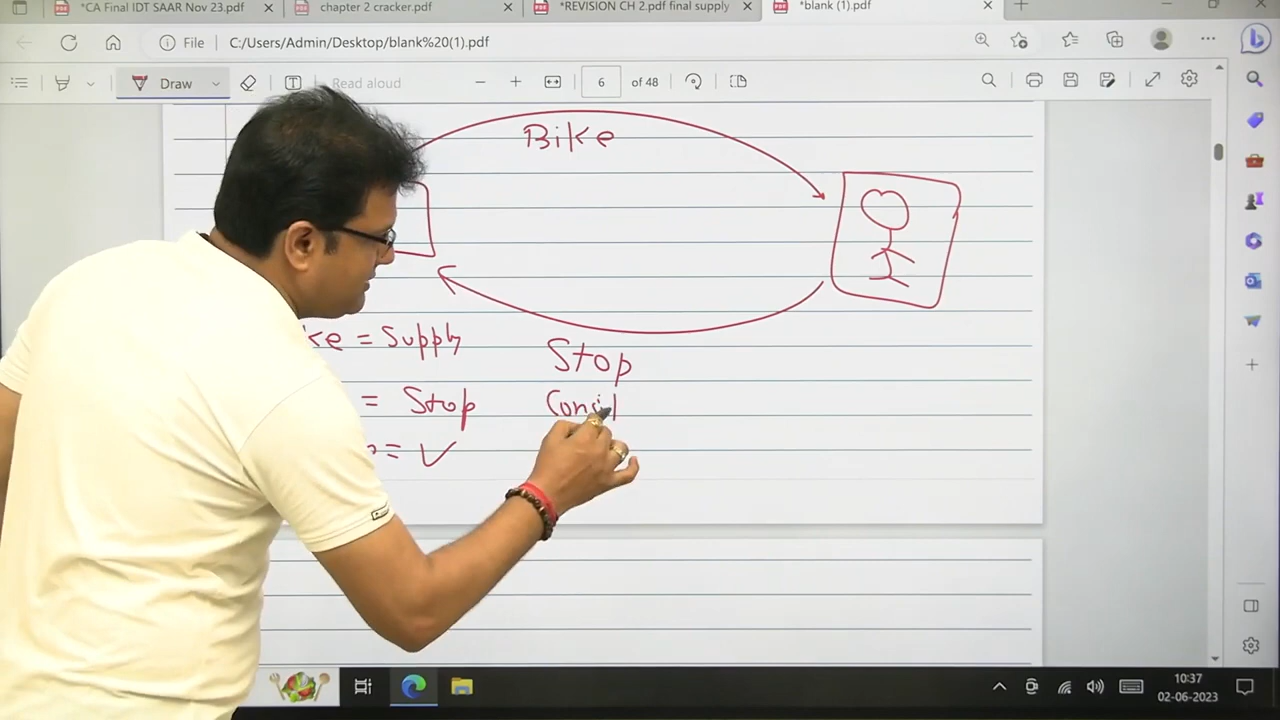 *CA Final IDT SAAR Nov 23.pdf
chapter 2 cracker.pdf
*REVISION CH 2.pdf final supply
*blank (1).pdf
File
C:/Users/Admin/Desktop/blank%20(1).pdf
Draw
Read aloud
6
of 48
Bike
ke = Supply
Stop
= Stop
= ✓
10:37
02-06-2023